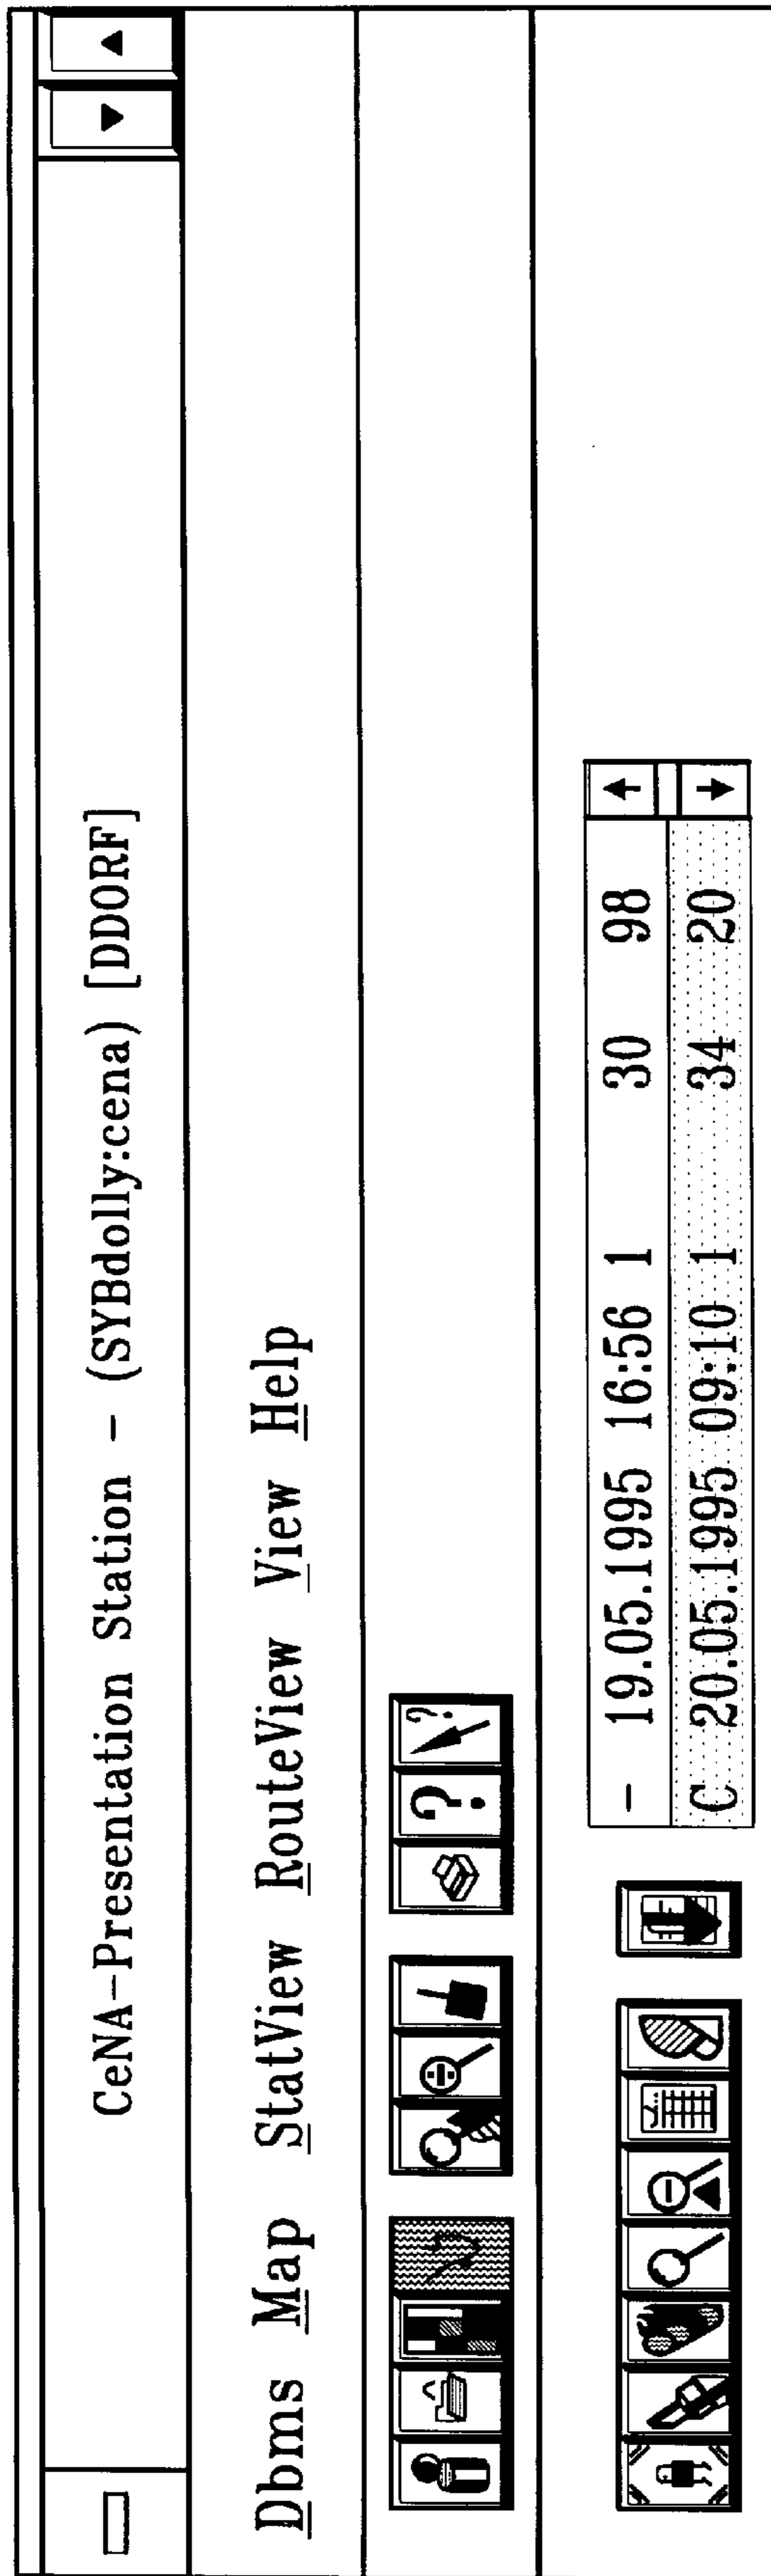 CeNA-Presentation Station - (SYBdolly:cena) [DDORF]
Dbms Map StatView RouteView View Help
? ?
- 19.05.1995 16:56 1 30 98
C 20.05.1995 09:10 1 34 20